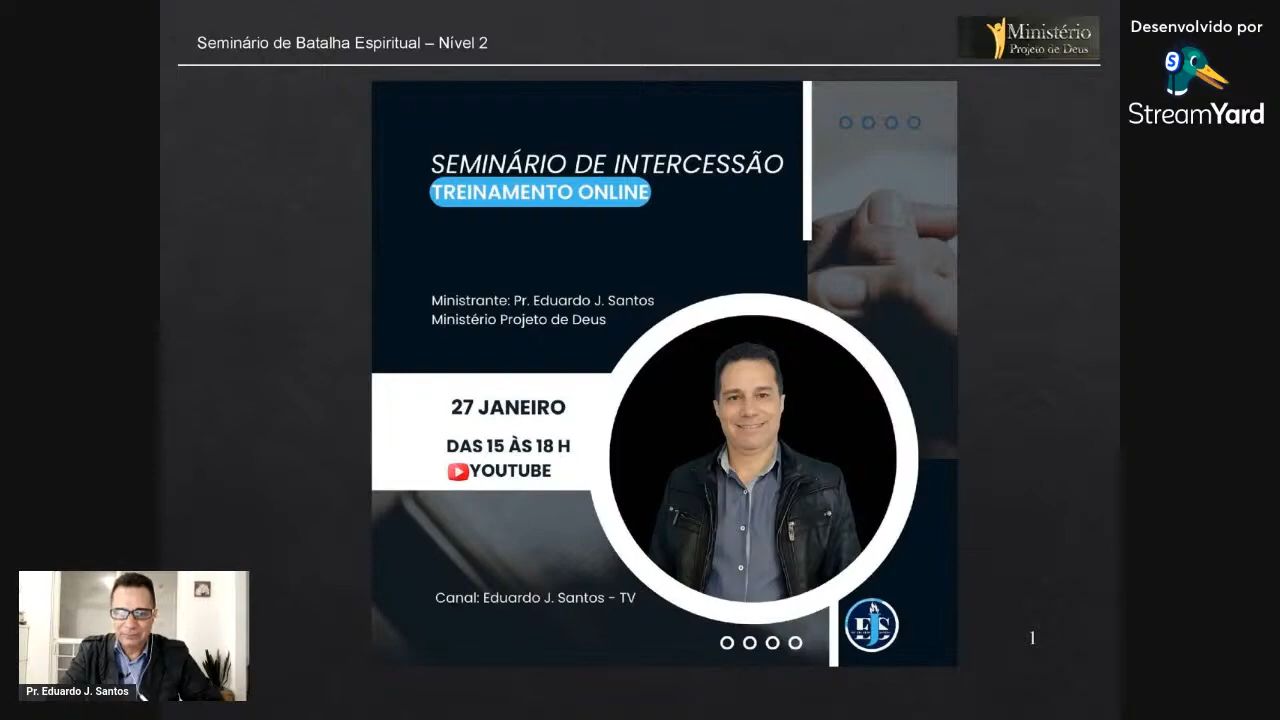 Seminário de Batalha Espiritual – Nível 2
Ministério
Projeto de Deus
Desenvolvido por
S
StreamYard
SEMINÁRIO DE INTERCESSÃO
TREINAMENTO ONLINE
Ministrante: Pr. Eduardo J. Santos
Ministério Projeto de Deus
27 JANEIRO
DAS 15 ÀS 18 H
YOUTUBE
Canal: Eduardo J. Santos - TV
EJS
1
Pr. Eduardo J. Santos